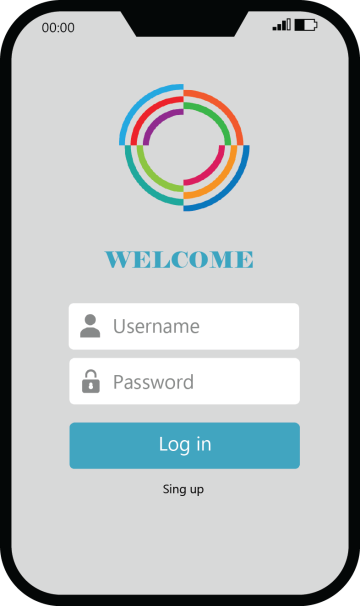 00:00
WELCOME
Username
Password
Log in
Sing up